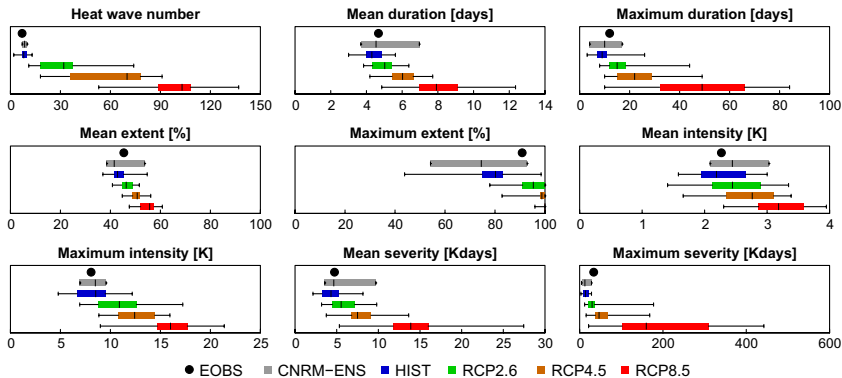 Heat wave number
Mean duration [days]
Maximum duration [days]
0 30 60 90 120 150
0 2 4 6 8 10 12 14
0 20 40 60 80 100
Mean extent [%]
Maximum extent [%]
Mean intensity [K]
0 20 40 60 80 100
0 20 40 60 80 100
0 1 2 3 4
Maximum intensity [K]
Mean severity [Kdays]
Maximum severity [Kdays]
0 5 10 15 20 25
0 5 10 15 20 25 30
0 200 400 600
EOBS CNRM−ENS HIST RCP2.6 RCP4.5 RCP8.5